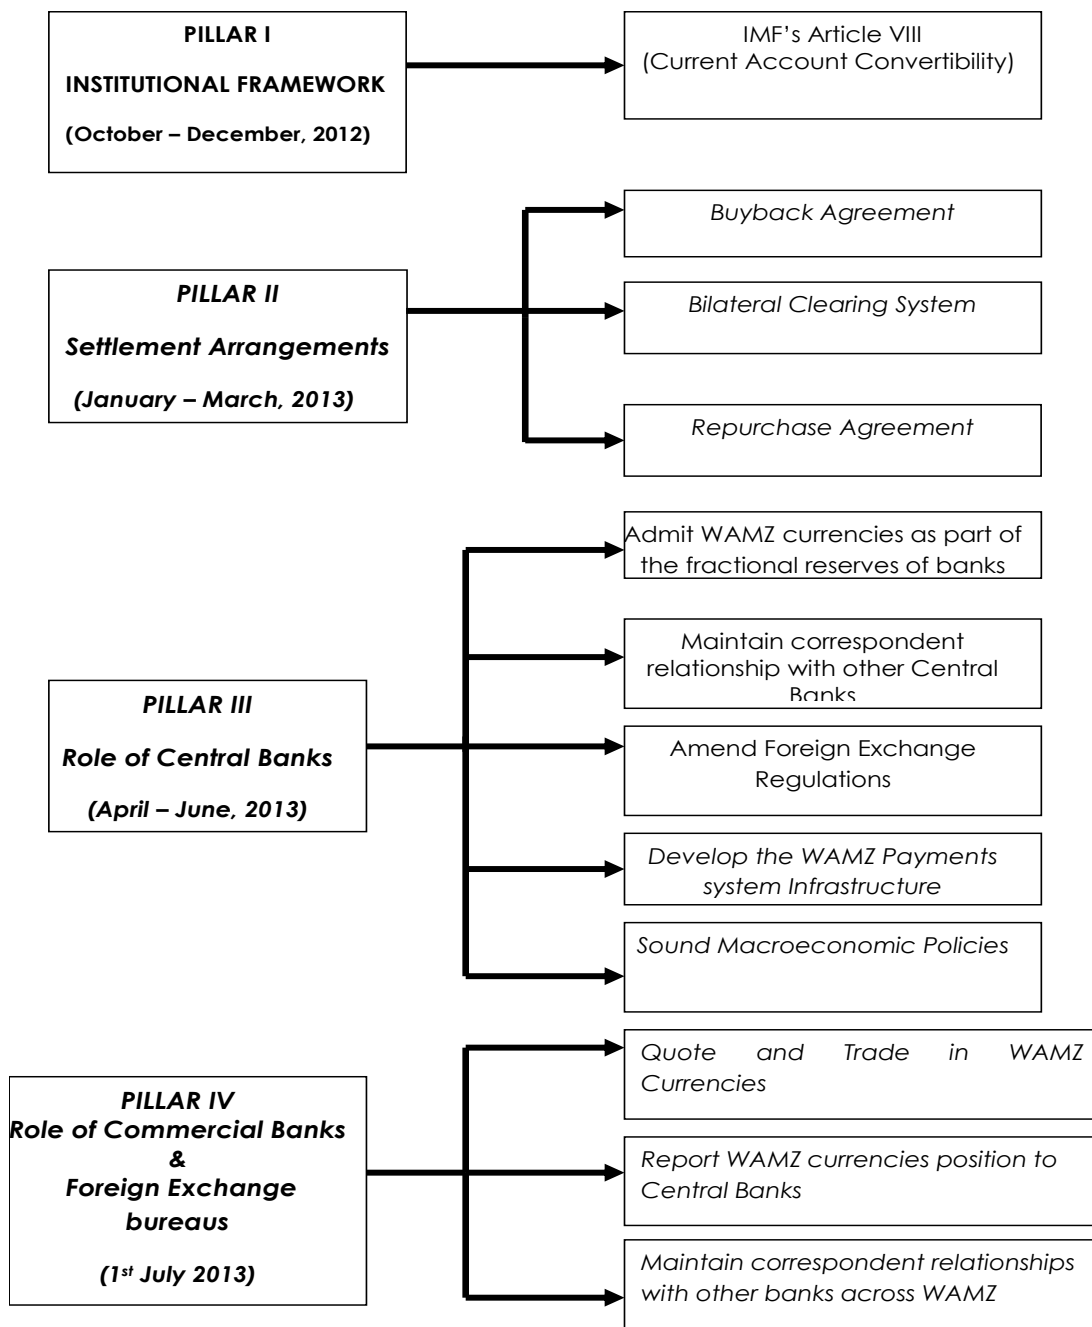 PILLAR I
INSTITUTIONAL FRAMEWORK
(October – December, 2012)
IMF's Article VIII
(Current Account Convertibility)
PILLAR II
Settlement Arrangements
(January – March, 2013)
Buyback Agreement
Bilateral Clearing System
Repurchase Agreement
PILLAR III
Role of Central Banks
(April – June, 2013)
Admit WAMZ currencies as part of
the fractional reserves of banks
Maintain correspondent
relationship with other Central
Banks
Amend Foreign Exchange
Regulations
Develop the WAMZ Payments
system Infrastructure
Sound Macroeconomic Policies
PILLAR IV
Role of Commercial Banks
&
Foreign Exchange
bureaus
(1st July 2013)
Quote and Trade in WAMZ
Currencies
Report WAMZ currencies position to
Central Banks
Maintain correspondent relationships
with other banks across WAMZ